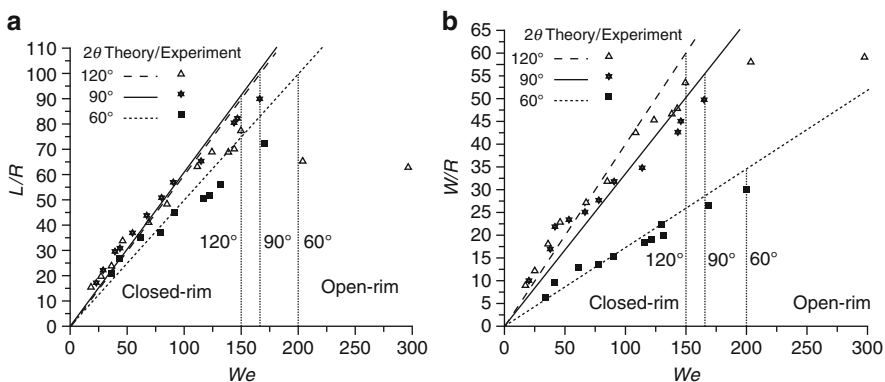 a
2θ Theory/Experiment
120°
90°
60°
110
100
90
80
70
60
50
40
30
20
10
0
L/R
120° 90° 60°
Closed-rim
Open-rim
0 50 100 150 200 250 300
We
b
2θ Theory/Experiment
120°
90°
60°
65
60
55
50
45
40
35
30
25
20
15
10
5
0
W/R
120° 90° 60°
Closed-rim
Open-rim
0 50 100 150 200 250 300
We